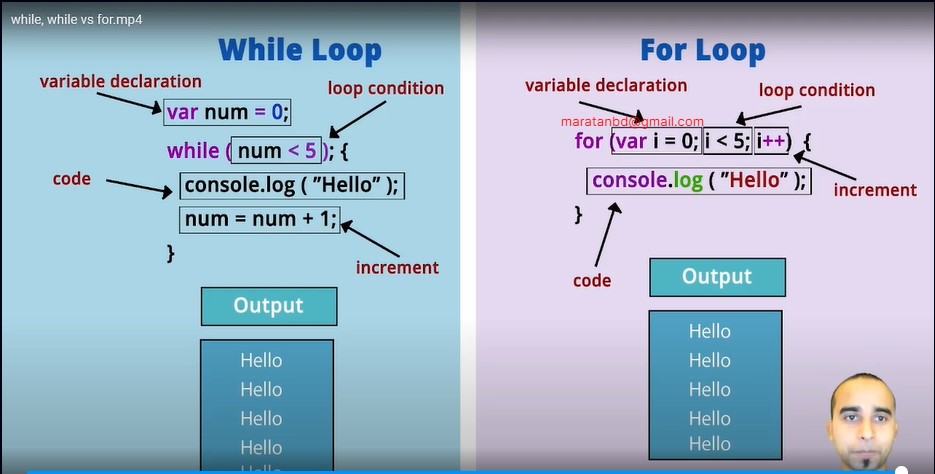 while, while vs for.mp4
While Loop
variable declaration
var num = 0;
loop condition
while ( num < 5 ); {
code
console.log ( ”Hello” );
num = num + 1;
}
increment
Output
Hello
Hello
Hello
Hello
Hello
For Loop
variable declaration
loop condition
maratanbd@gmail.com
for (var i = 0; i < 5; i++) {
console.log ( ”Hello” );
increment
}
code
Output
Hello
Hello
Hello
Hello
Hello